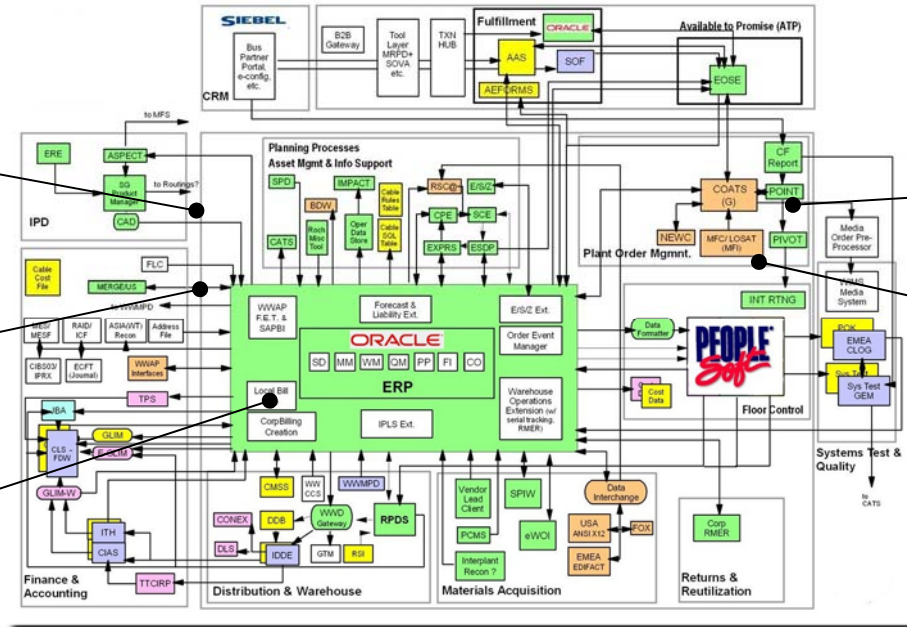 SIEBEL
Bus
Partner
Portal,
e-config,
etc.
CRM
B2B
Gateway
Tool
Layer
MRPD+
SOVA
etc.
TXN
HUB
Fulfillment
ORACLE
AAS
SOF
AEFORMS
Available to Promise (ATP)
EOSE
to MFS
ERE
ASPECT
SG
Product
Manager
to Routings?
CAD
IPD
Planning Processes
Asset Mgmt & Info Support
SPD
IMPACT
BDW
Cable
Rules
Table
RSC@
E/S/Z
CATS
Roch
Misc
Tool
Oper
Data
Store
Cable
SQL
Table
CPE
SCE
EXPRS
ESDP
CF
Report
COATS
(G)
POINT
NEWC
MFC/ LOSAT
(MFI)
PIVOT
Plant Order Mgmnt.
Media
Order Pre-
Processor
Media
System
Cable
Cost
File
FLC
MERGE/US
to WWMPD
MES/
MESF
RAID/
ICF
ASIA(WT)
Recon
Address
File
CIBS03/
IPRX
ECFT
(Journal)
WWAP
Interfaces
TPS
JBA
GLIM
CLS -
FDW
E-GLIM
GLIM-W
ITH
CIAS
TTCIRP
Finance &
Accounting
WWAP
F.E.T. &
SAPBI
Forecast &
Liability Ext.
E/S/Z Ext.
Order Event
Manager
ORACLE
SD
MM
WM
QM
PP
FI
CO
ERP
Local Bill
CorpBilling
Creation
IPLS Ext.
Warehouse
Operations
Extension (w/
serial tracking,
RMER)
INT RTNG
Data
Formatter
PEOPLE
Soft
Cost
Data
Floor Control
EMEA
CLOG
Sys Test
Sys Test
GEM
Systems Test &
Quality
to
CATS
CMSS
WW
CCS
WWMPD
CONEX
DDB
WWD
Gateway
RPDS
DLS
IDDE
GTM
RSI
Distribution & Warehouse
Vendor
Lead
Client
SPIW
Data
Interchange
PCMS
eWOI
USA
ANSI X12
FOX
Interplant
Recon ?
EMEA
EDIFACT
Materials Acquisition
Corp
RMER
Returns &
Reutilization